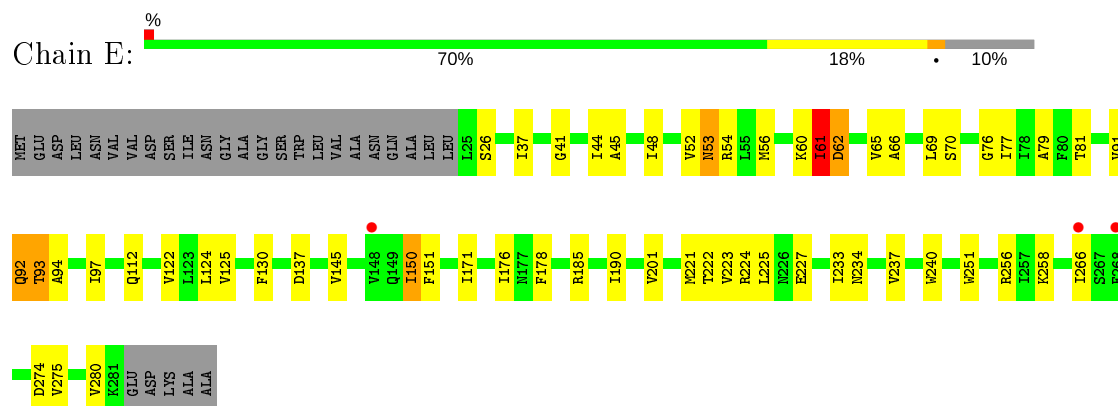 %
Chain E:
70% 18% • 10%
MET GLU ASP LEU ASN VAL VAL ASP SER ILE ASN GLY ALA GLY SER TRP LEU VAL ALA ASN GLN ALA LEU LEU L25 S26 I37 G41 I44 A45 I48 V52 N53 R54 L55 M56 K60 I61 D62 V65 A66 L69 S70 G76 I77 I78 A79 F80 T81
Q92 T93 A94 I97 Q112 V122 L123 L124 V125 F130 D137 V145 V148 Q149 I150 F151 I171 I176 N177 F178 R185 I190 V201 M221 T222 V223 R224 L225 N226 E227 I233 N234 V237 W240 W251 R256 I257 K258 I266 S267
D274 V275 V280 K281 GLU ASP LYS ALA ALA